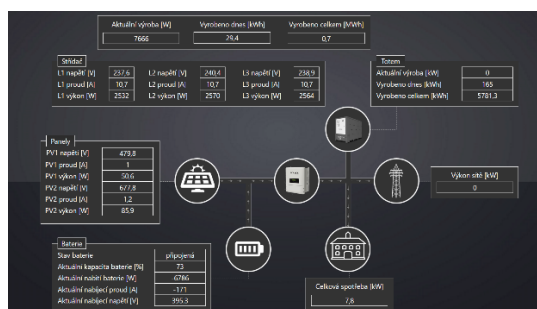 Aktuální výroba [W] Vyrobeno dnes [kWh] Vyrobeno celkem [MWh]
7666 29,4 0,7
Střídač
L1 napětí [V] 237,6 L2 napětí [V] 240,4 L3 napětí [V] 238,9
L1 proud [A] 10,7 L2 proud [A] 10,7 L3 proud [A] 10,7
L1 výkon [W] 2532 L2 výkon [W] 2570 L3 výkon [W] 2564
Totem
Aktuální výroba [kW] 0
Vyrobeno dnes [kWh] 165
Vyrobeno celkem [kWh] 5781.3
Panely
PV1 napětí [V] 479,8
PV1 proud [A] 1
PV1 výkon [W] 50,6
PV2 napětí [V] 677,8
PV2 proud [A] 1,2
PV2 výkon [W] 85,9
Výkon sítě [kW]
0
Baterie
Stav baterie připojená
Aktuální kapacita baterie [%] 73
Aktuální nabití baterie [W] -6786
Aktuální nabíjecí proud [A] -171
Aktuální nabíjecí napětí [V] 395.3
Celková spotřeba [kW]
7,8